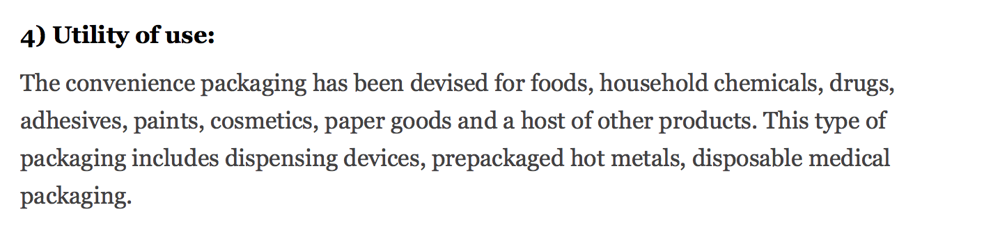 4) Utility of use:
The convenience packaging has been devised for foods, household chemicals, drugs,
adhesives, paints, cosmetics, paper goods and a host of other products. This type of
packaging includes dispensing devices, prepackaged hot metals, disposable medical
packaging.